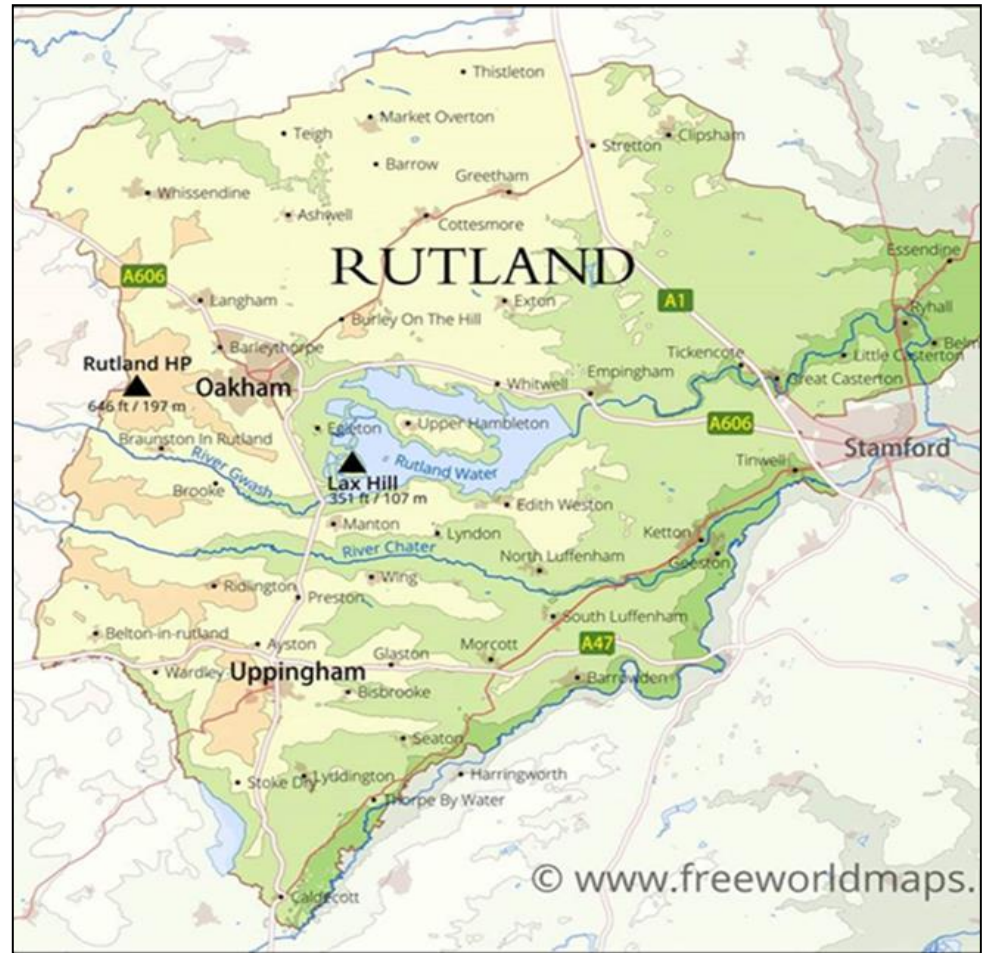 Thistleton
Market Overton
Teigh
Clipsham
Stretton
Barrow
Greetham
Whissendine
Ashwell
Cottesmore
Essendine
RUTLAND
A606
Langham
Exton
A1
Ryhall
Burley On The Hill
Belm
Barleythorpe
Tickencote
Little Casterton
Rutland HP
646 ft / 197 m
Oakham
Whitwell
Empingham
Great Casterton
Egleton
Upper Hambleton
A606
Braunston In Rutland
Stamford
River Gwash
Rutland Water
Tinwell
Lax Hill
351 ft / 107 m
Brooke
Edith Weston
Manton
Lyndon
Ketton
River Chater
North Luffenham
Geeston
Wing
Ridlington
Preston
South Luffenham
Belton-in-rutland
Ayston
Morcott
A47
Glaston
Wardley
Uppingham
Barrowden
Bisbrooke
Seaton
Stoke Dry
Lyddington
Harringworth
Thorpe By Water
© www.freeworldmaps.
Caldecott